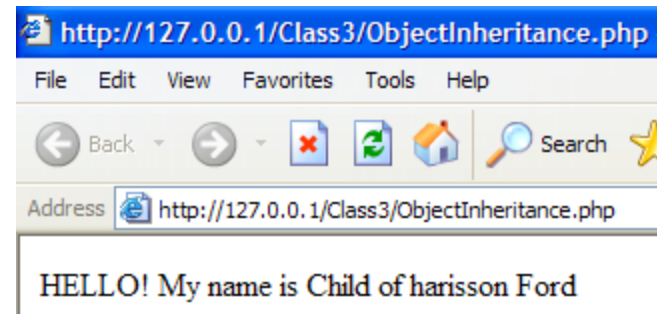 http://127.0.0.1/Class3/ObjectInheritance.php
File Edit View Favorites Tools Help
Back Search
Address http://127.0.0.1/Class3/ObjectInheritance.php
HELLO! My name is Child of harisson Ford